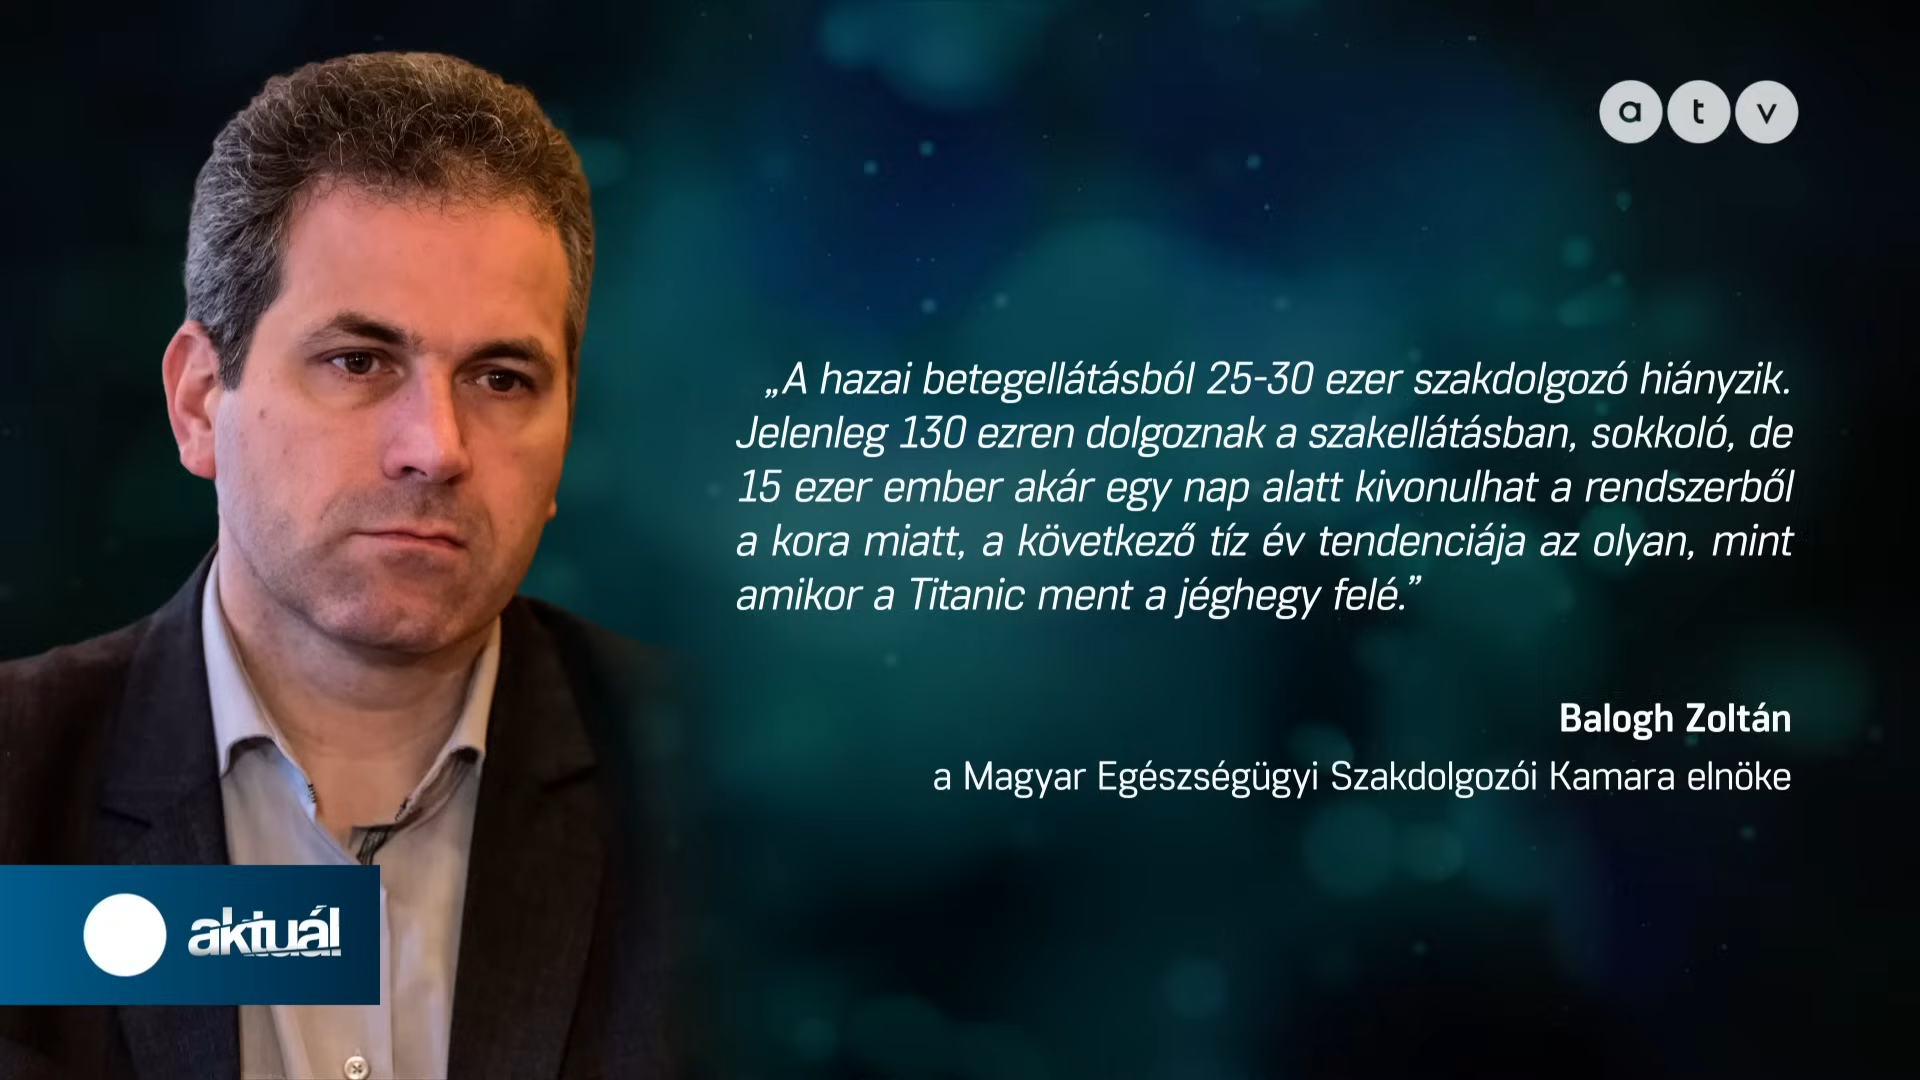 atv
„A hazai betegellátásból 25-30 ezer szakdolgozó hiányzik.
Jelenleg 130 ezren dolgoznak a szakellátásban, sokkoló, de
15 ezer ember akár egy nap alatt kivonulhat a rendszerből
a kora miatt, a következő tíz év tendenciája az olyan, mint
amikor a Titanic ment a jéghegy felé.”
Balogh Zoltán
a Magyar Egészségügyi Szakdolgozói Kamara elnöke
aktuál